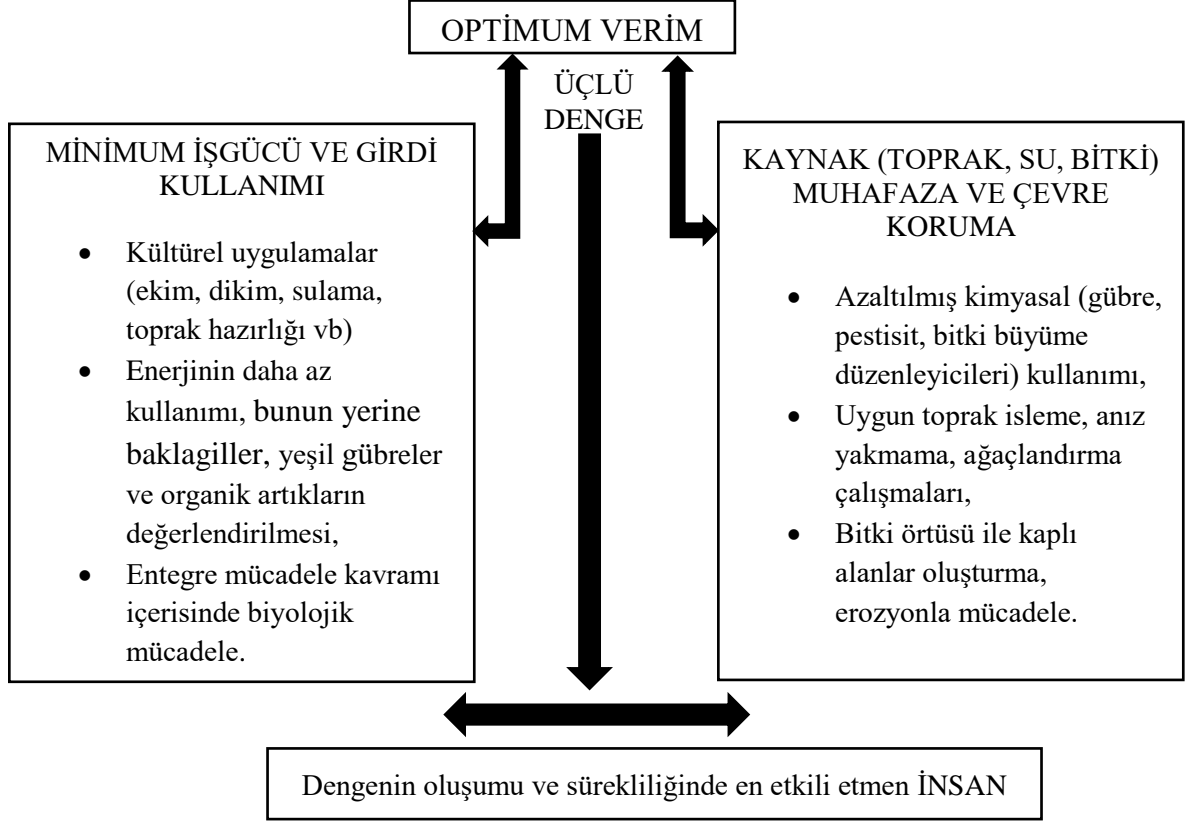 OPTİMUM VERİM
ÜÇLÜ
DENGE
MİNİMUM İŞGÜCÜ VE GİRDİ
KULLANIMI
• Kültürel uygulamalar
(ekim, dikim, sulama,
toprak hazırlığı vb)
• Enerjinin daha az
kullanımı, bunun yerine
baklagiller, yeşil gübreler
ve organik artıkların
değerlendirilmesi,
• Entegre mücadele kavramı
içerisinde biyolojik
mücadele.
KAYNAK (TOPRAK, SU, BİTKİ)
MUHAFAZA VE ÇEVRE
KORUMA
• Azaltılmış kimyasal (gübre,
pestisit, bitki büyüme
düzenleyicileri) kullanımı,
• Uygun toprak işleme, anız
yakmama, ağaçlandırma
çalışmaları,
• Bitki örtüsü ile kaplı
alanlar oluşturma,
erozyonla mücadele.
Dengenin oluşumu ve sürekliliğinde en etkili etmen İNSAN